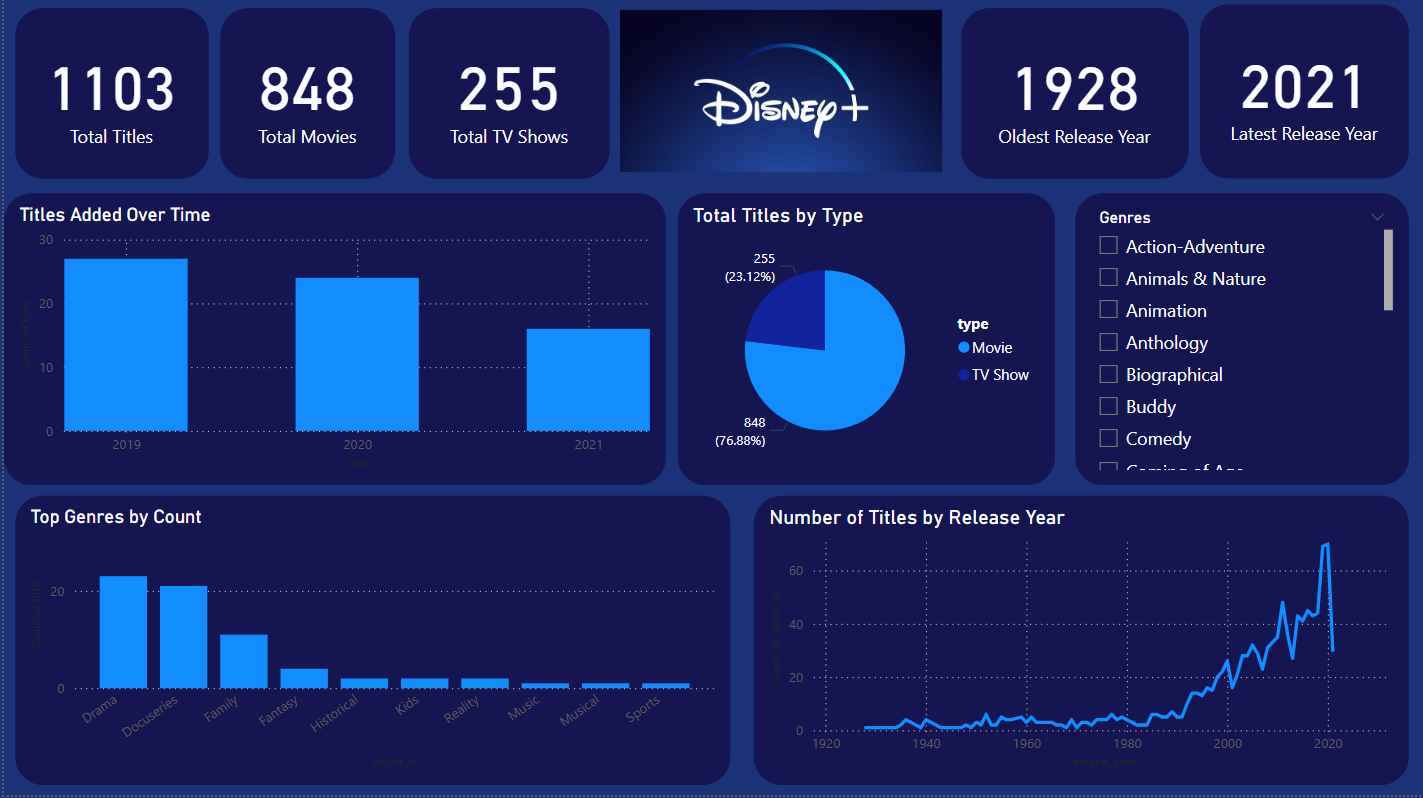 1103
Total Titles
848
Total Movies
255
Total TV Shows
Disney+
1928
Oldest Release Year
2021
Latest Release Year
Titles Added Over Time
30
20
10
0
Count of title
2019
2020
2021
Year
Total Titles by Type
255
(23.12%)
848
(76.88%)
type
Movie
TV Show
Genres
Action-Adventure
Animals & Nature
Animation
Anthology
Biographical
Buddy
Comedy
Coming of Age
Top Genres by Count
20
0
Count of title
Drama
Docuseries
Family
Fantasy
Historical
Kids
Reality
Music
Musical
Sports
listed_in
Number of Titles by Release Year
60
40
20
0
Count of listed_in
1920
1940
1960
1980
2000
2020
release_year